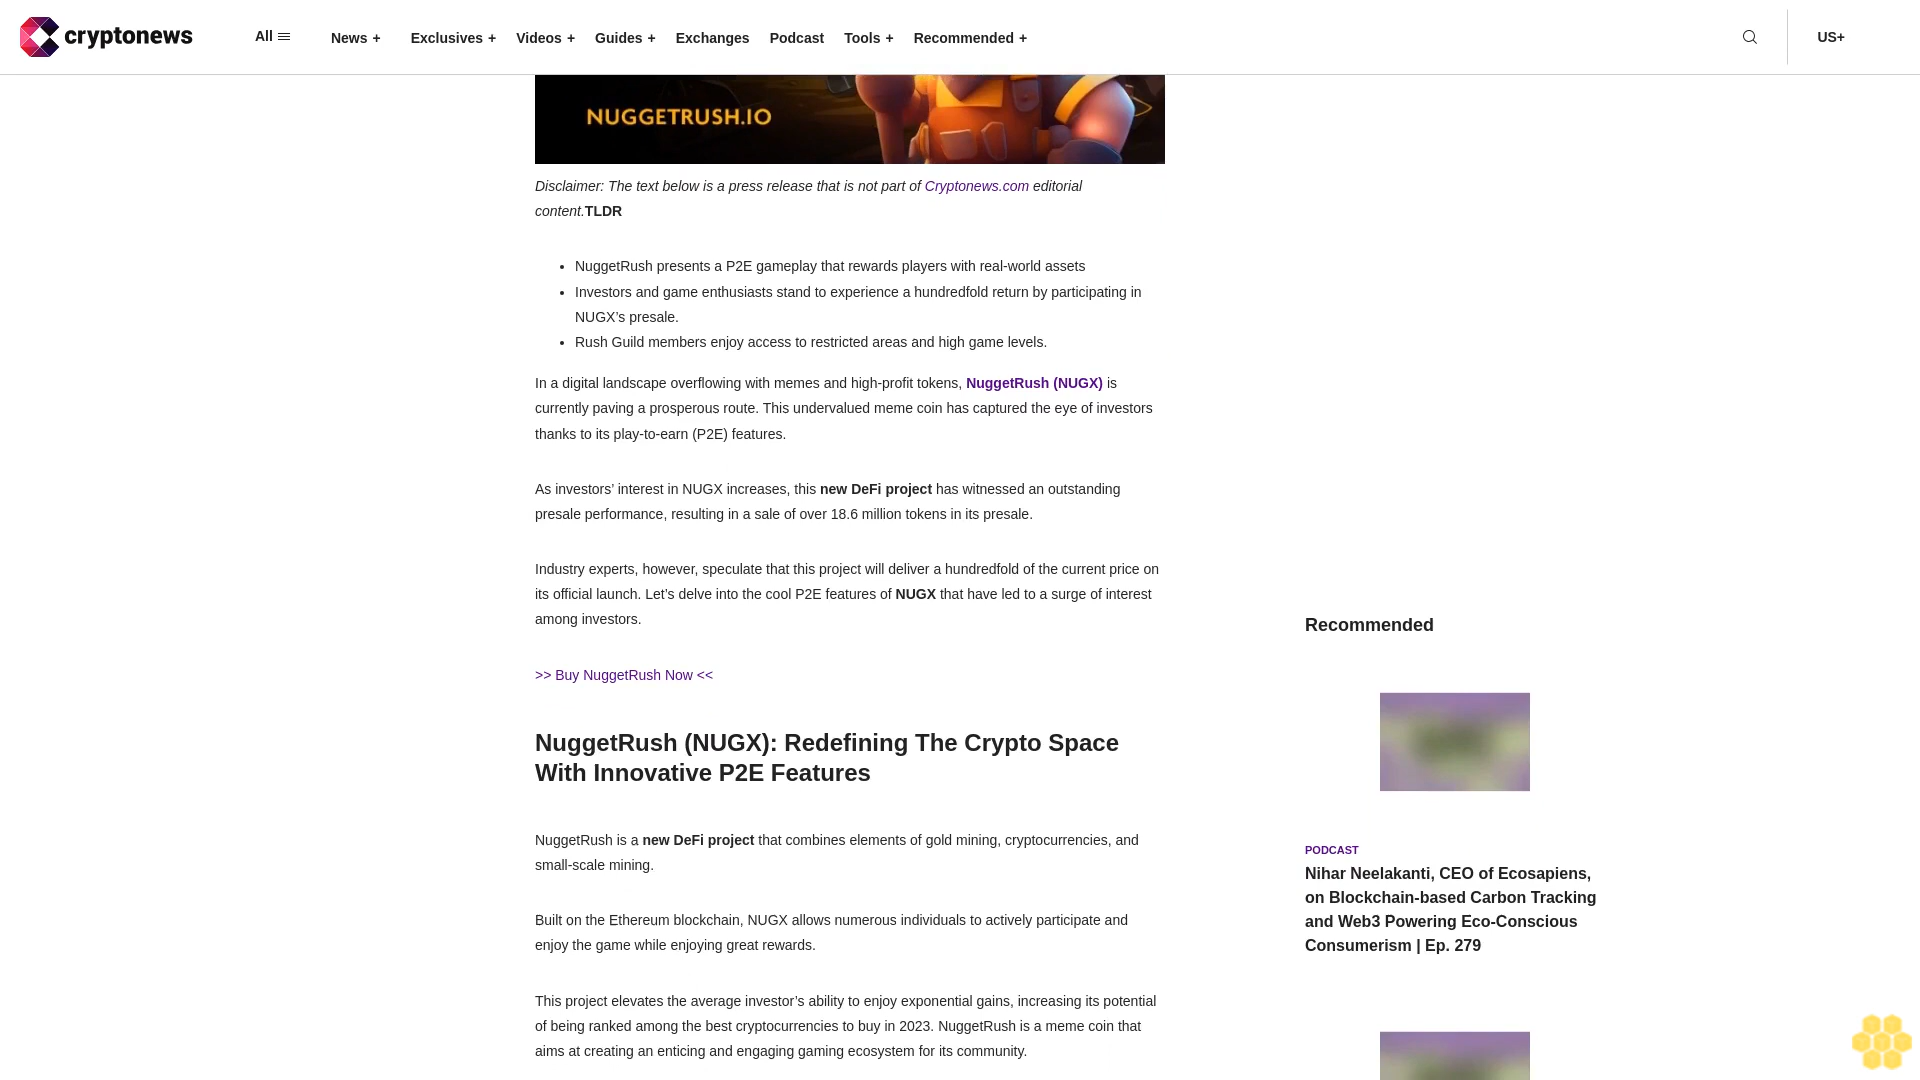 cryptonews
All
News +
Exclusives +
Videos +
Guides +
Exchanges
Podcast
Tools +
Recommended +
US+
NUGGETRUSH.IO
Disclaimer: The text below is a press release that is not part of Cryptonews.com editorial
content.TLDR
NuggetRush presents a P2E gameplay that rewards players with real-world assets
Investors and game enthusiasts stand to experience a hundredfold return by participating in
NUGX’s presale.
Rush Guild members enjoy access to restricted areas and high game levels.
In a digital landscape overflowing with memes and high-profit tokens, NuggetRush (NUGX) is
currently paving a prosperous route. This undervalued meme coin has captured the eye of investors
thanks to its play-to-earn (P2E) features.
As investors’ interest in NUGX increases, this new DeFi project has witnessed an outstanding
presale performance, resulting in a sale of over 18.6 million tokens in its presale.
Industry experts, however, speculate that this project will deliver a hundredfold of the current price on
its official launch. Let’s delve into the cool P2E features of NUGX that have led to a surge of interest
among investors.
>> Buy NuggetRush Now <<
NuggetRush (NUGX): Redefining The Crypto Space
With Innovative P2E Features
NuggetRush is a new DeFi project that combines elements of gold mining, cryptocurrencies, and
small-scale mining.
Built on the Ethereum blockchain, NUGX allows numerous individuals to actively participate and
enjoy the game while enjoying great rewards.
This project elevates the average investor’s ability to enjoy exponential gains, increasing its potential
of being ranked among the best cryptocurrencies to buy in 2023. NuggetRush is a meme coin that
aims at creating an enticing and engaging gaming ecosystem for its community.
Recommended
PODCAST
Nihar Neelakanti, CEO of Ecosapiens,
on Blockchain-based Carbon Tracking
and Web3 Powering Eco-Conscious
Consumerism | Ep. 279